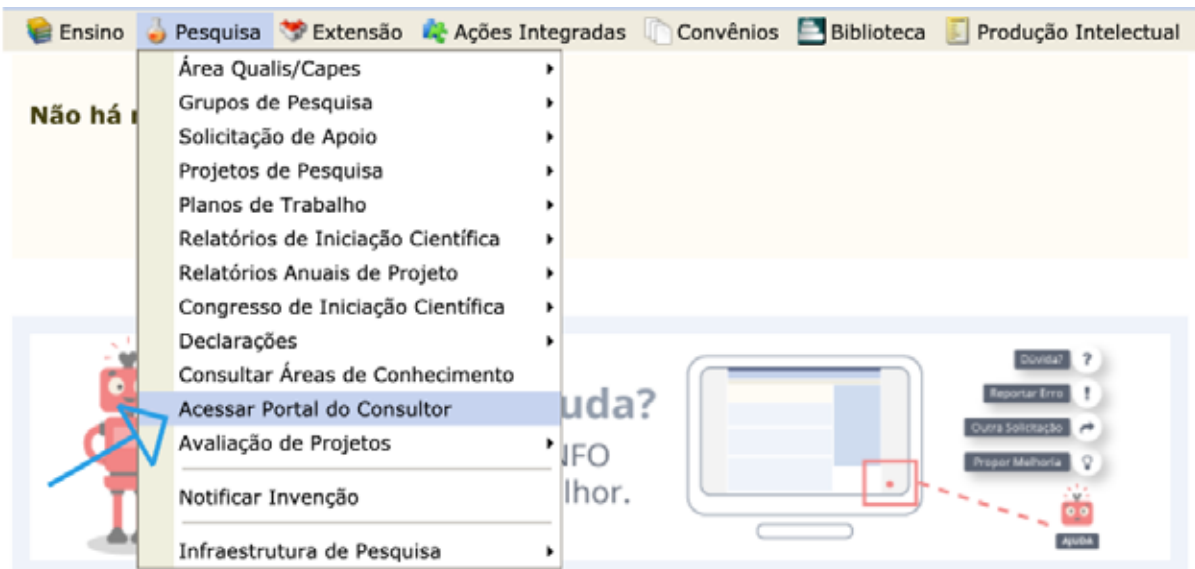 Ensino Pesquisa Extensão Ações Integradas Convênios Biblioteca Produção Intelectual
Não há
Área Qualis/Capes
Grupos de Pesquisa
Solicitação de Apoio
Projetos de Pesquisa
Planos de Trabalho
Relatórios de Iniciação Científica
Relatórios Anuais de Projeto
Congresso de Iniciação Científica
Declarações
Consultar Áreas de Conhecimento
Acessar Portal do Consultor
Avaliação de Projetos
Notificar Invenção
Infraestrutura de Pesquisa
uda?
NFO
lhor.
Dúvida? ?
Reportar Erro !
Outra Solicitação
Propor Melhoria
AJUDA